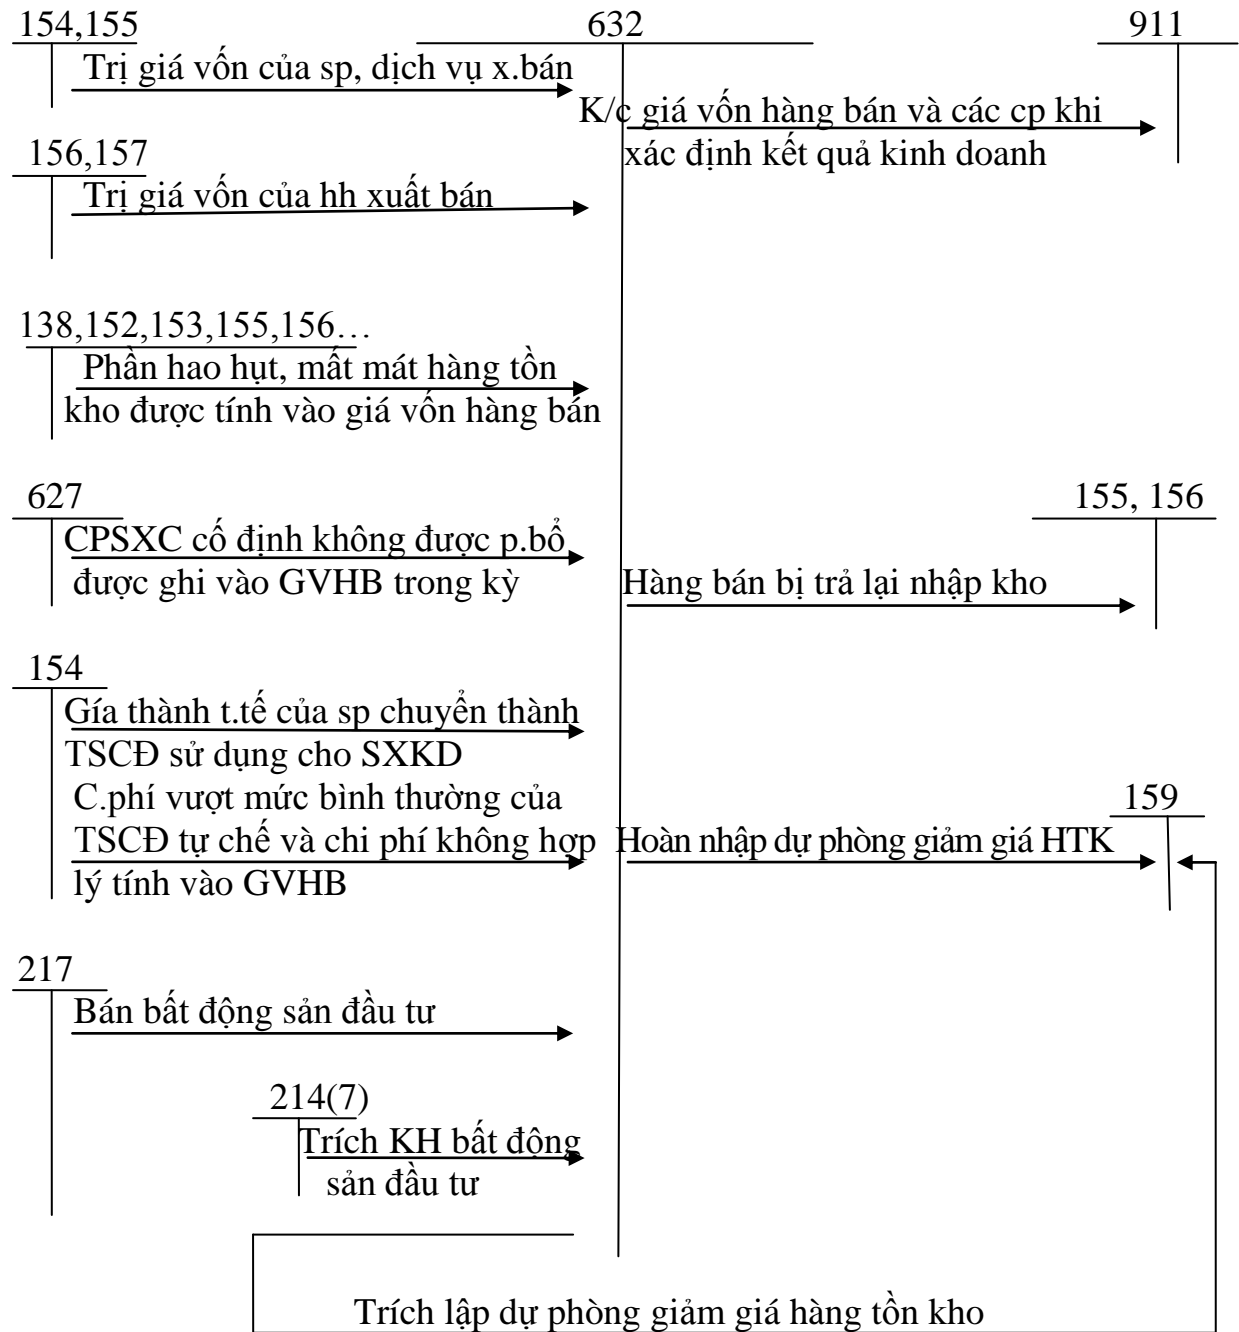 154,155
632
911
Trị giá vốn của sp, dịch vụ x.bán
K/c giá vốn hàng bán và các cp khi
xác định kết quả kinh doanh
156,157
Trị giá vốn của hh xuất bán
138,152,153,155,156…
Phần hao hụt, mất mát hàng tồn
kho được tính vào giá vốn hàng bán
627
155, 156
CPSXC cố định không được p.bổ
được ghi vào GVHB trong kỳ
Hàng bán bị trả lại nhập kho
154
Gía thành t.tế của sp chuyển thành
TSCĐ sử dụng cho SXKD
C.phí vượt mức bình thường của
TSCĐ tự chế và chi phí không hợp
lý tính vào GVHB
159
Hoàn nhập dự phòng giảm giá HTK
217
Bán bất động sản đầu tư
214(7)
Trích KH bất động
sản đầu tư
Trích lập dự phòng giảm giá hàng tồn kho